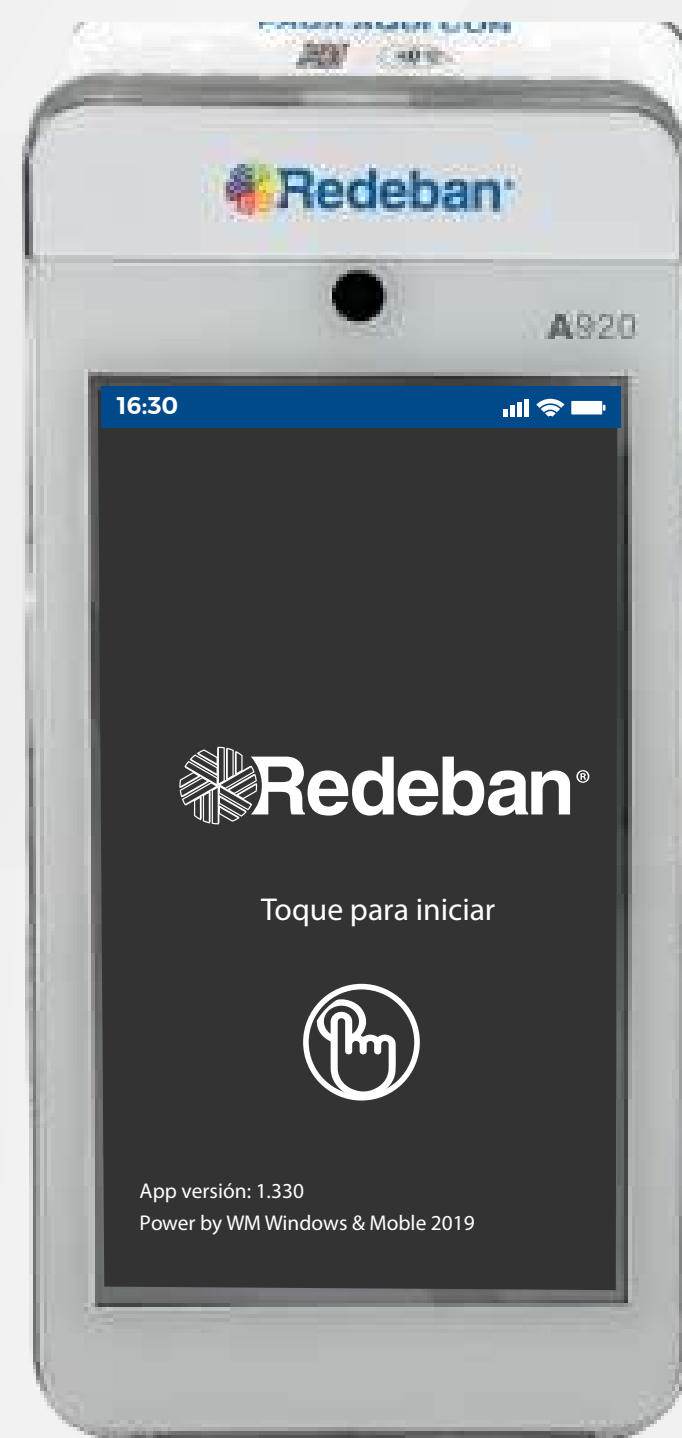 Redeban
A920
16:30
Redeban®
Toque para iniciar
App versión: 1.330
Power by WM Windows & Moble 2019